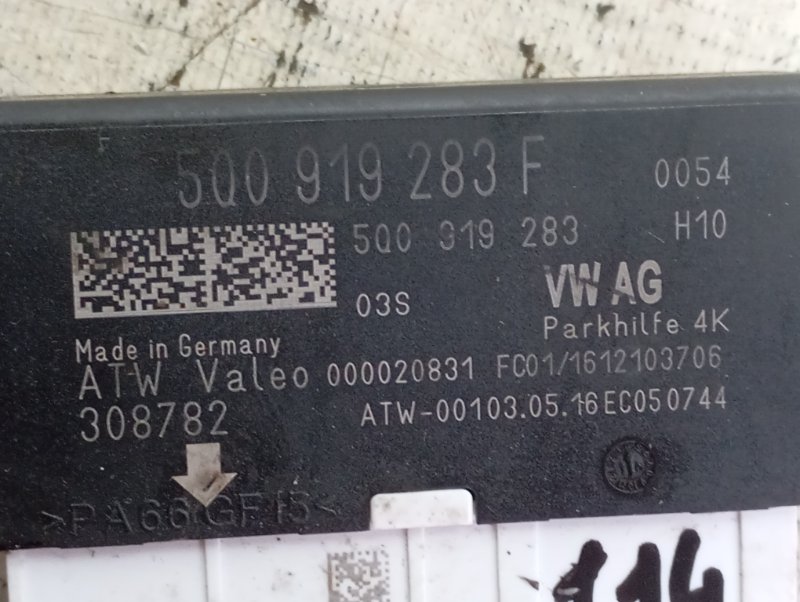 F
5Q0 919 283 F 0054
5Q0 919 283 H10
03S VW AG
Parkhilfe 4K
Made in Germany
ATW Valeo 000020831 FC01/1612103706
308782 ATW-00103.05.16EC050744
>PA66 GF15<
114